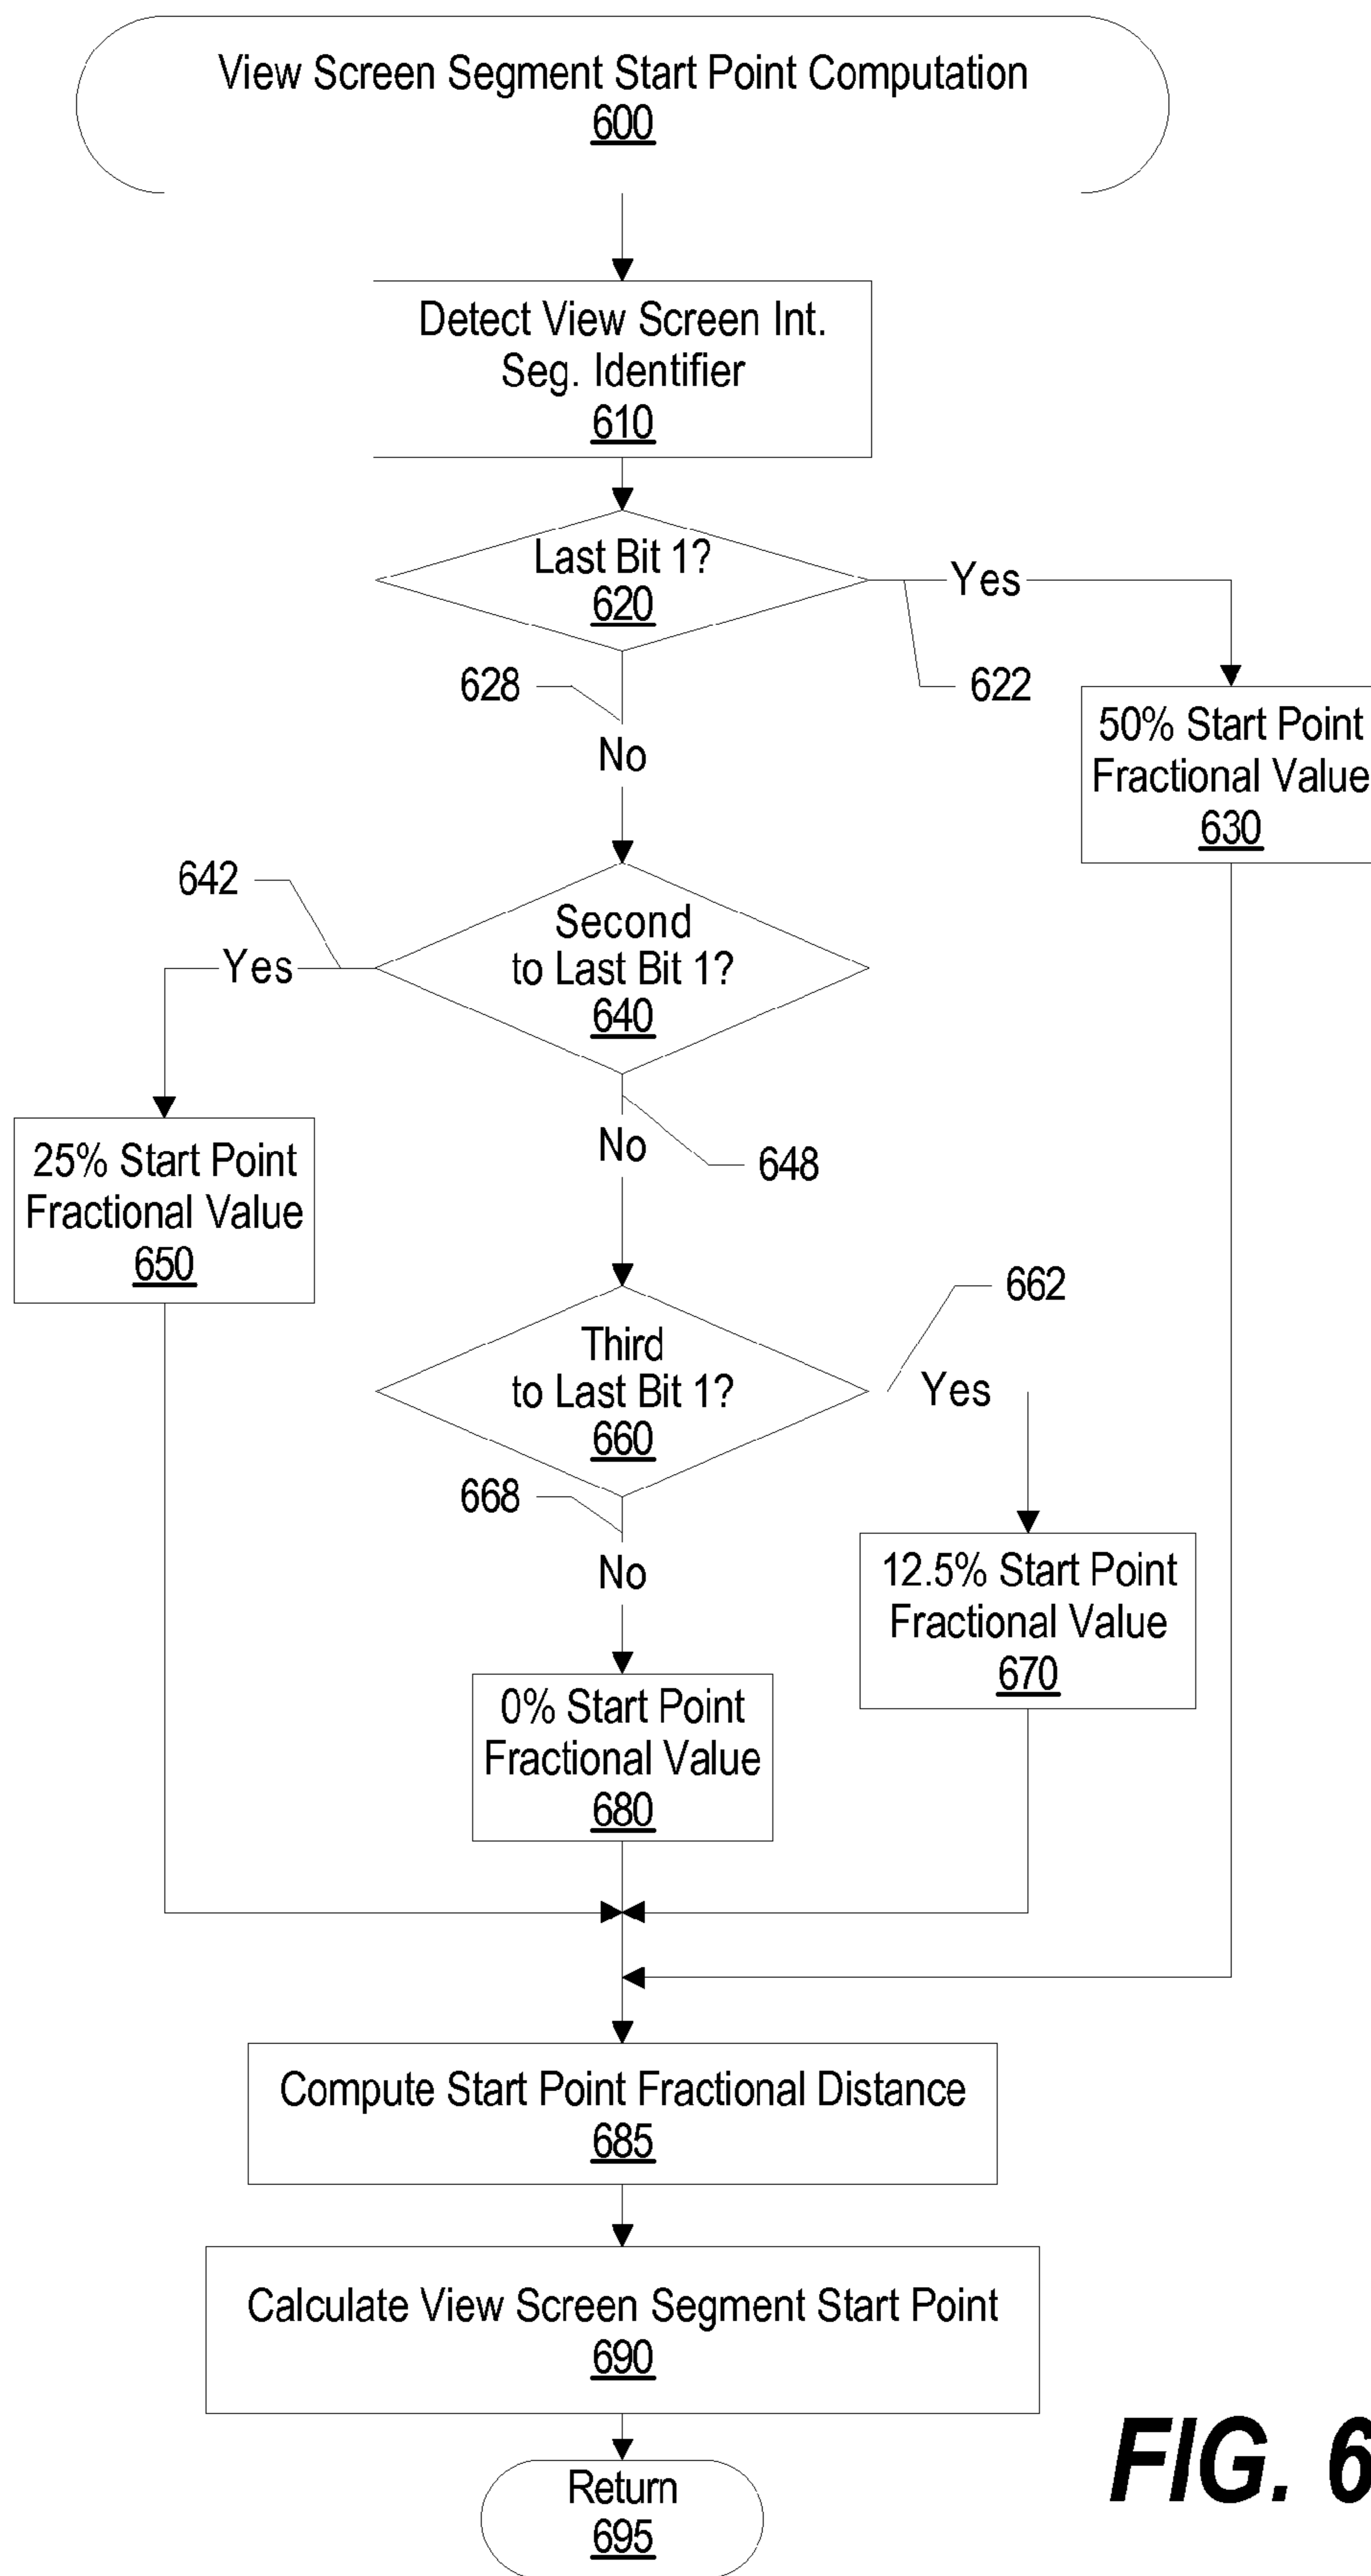 View Screen Segment Start Point Computation
600
Detect View Screen Int.
Seg. Identifier
610
Last Bit 1?
620
Yes
622
628
No
50% Start Point
Fractional Value
630
642
Second
to Last Bit 1?
640
Yes
No
648
25% Start Point
Fractional Value
650
662
Third
to Last Bit 1?
660
Yes
668
No
12.5% Start Point
Fractional Value
670
0% Start Point
Fractional Value
680
Compute Start Point Fractional Distance
685
Calculate View Screen Segment Start Point
690
Return
695
FIG. 6